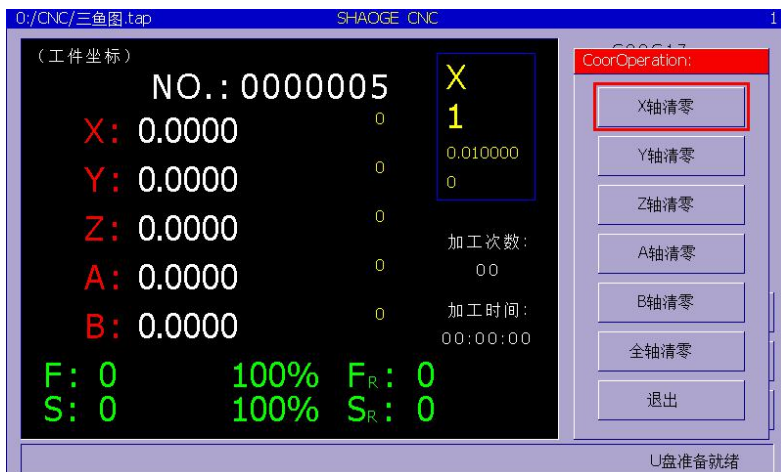 0:/CNC/三鱼图.tap SHAOGE CNC 1
(工件坐标)
NO.: 0000005
X: 0.0000 0
Y: 0.0000 0
Z: 0.0000 0
A: 0.0000 0
B: 0.0000 0
X
1
0.010000
0
加工次数:
00
加工时间:
00:00:00
F: 0 100% FR: 0
S: 0 100% SR: 0
CoorOperation:
X轴清零
Y轴清零
Z轴清零
A轴清零
B轴清零
全轴清零
退出
U盘准备就绪